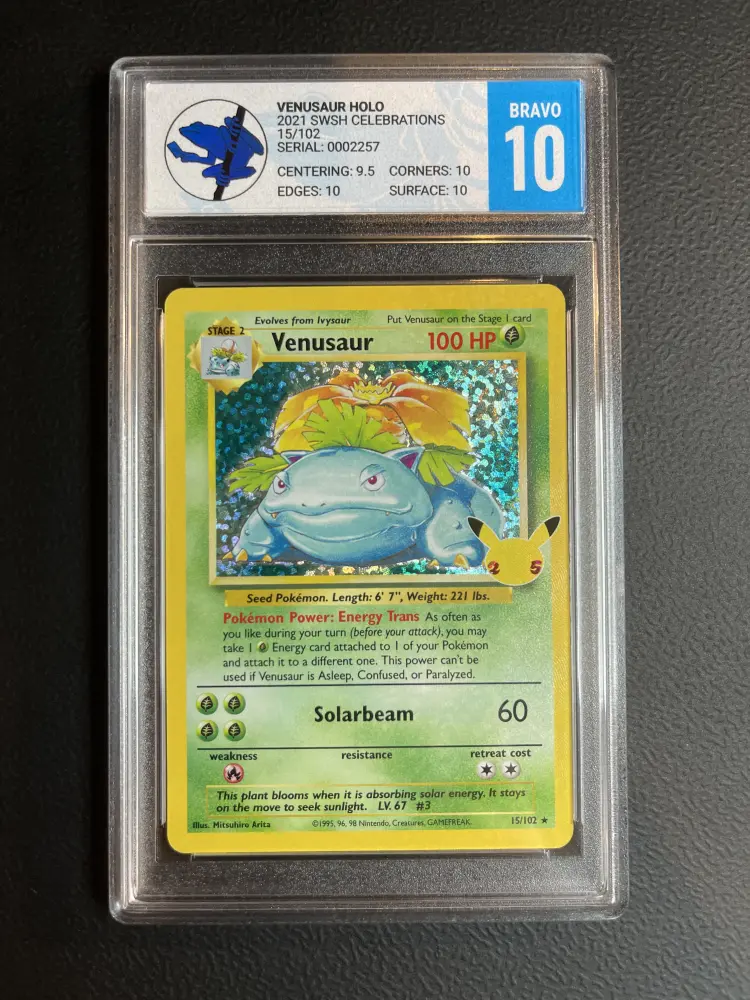 VENUSAUR HOLO
2021 SWSH CELEBRATIONS
15/102
SERIAL: 0002257
CENTERING: 9.5 CORNERS: 10
EDGES: 10 SURFACE: 10
BRAVO
10
Evolves from Ivysaur Put Venusaur on the Stage 1 card
STAGE 2
Venusaur 100 HP
25
Seed Pokémon. Length: 6' 7", Weight: 221 lbs.
Pokémon Power: Energy Trans As often as
you like during your turn (before your attack), you may
take 1 Energy card attached to 1 of your Pokémon
and attach it to a different one. This power can't be
used if Venusaur is Asleep, Confused, or Paralyzed.
Solarbeam 60
weakness resistance retreat cost
This plant blooms when it is absorbing solar energy. It stays
on the move to seek sunlight. LV. 67 #3
Illus. Mitsuhiro Arita ©1995, 96, 98 Nintendo, Creatures, GAMEFREAK. 15/102 ★